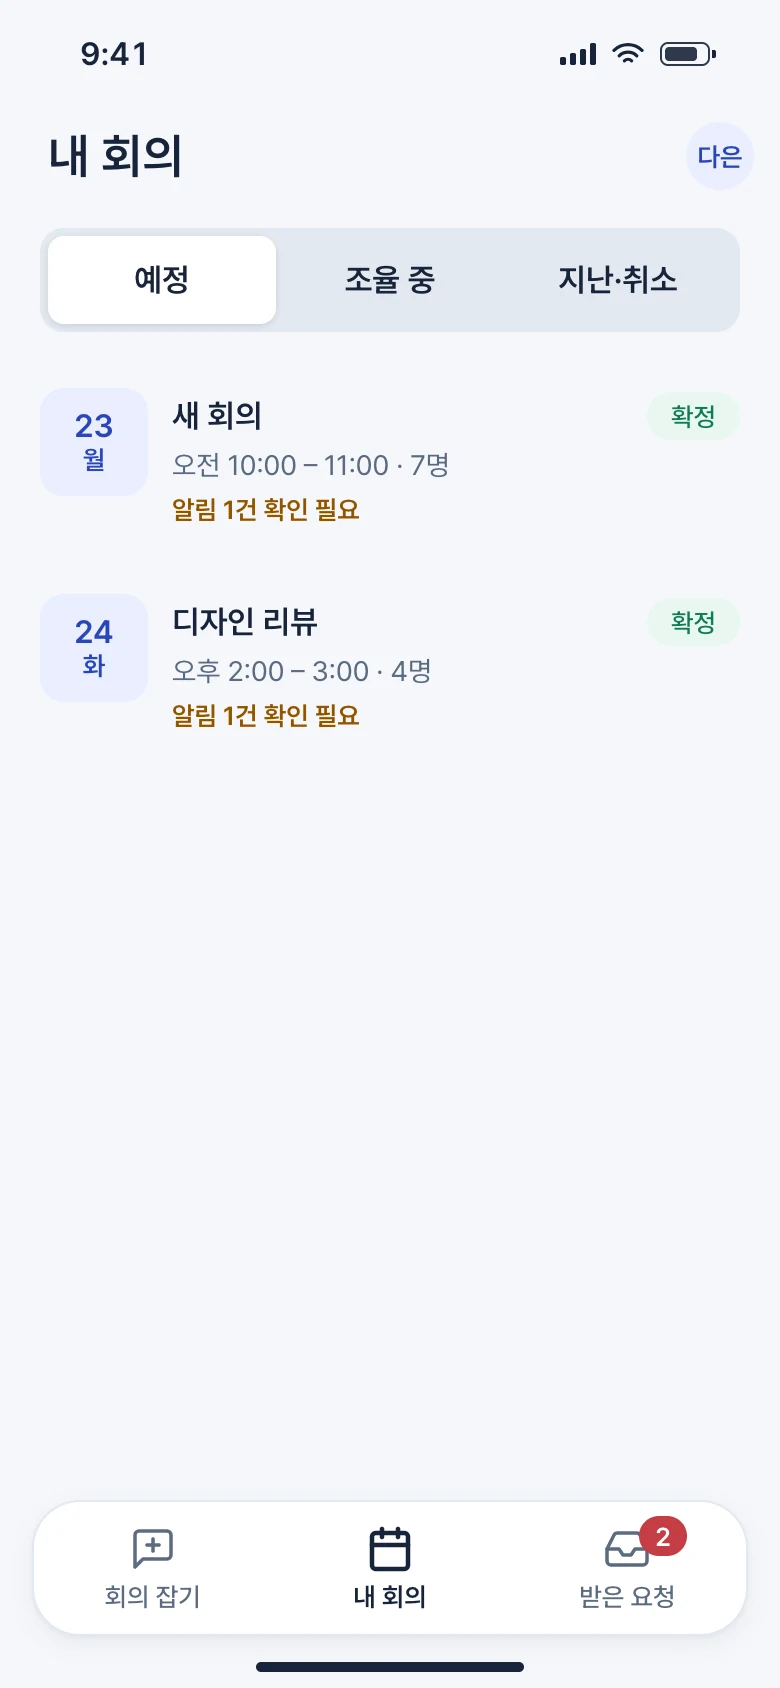 9:41
내 회의
다은
예정
조율 중
지난·취소
23
월
새 회의
확정
오전 10:00 – 11:00 · 7명
알림 1건 확인 필요
24
화
디자인 리뷰
확정
오후 2:00 – 3:00 · 4명
알림 1건 확인 필요
회의 잡기
내 회의
2
받은 요청